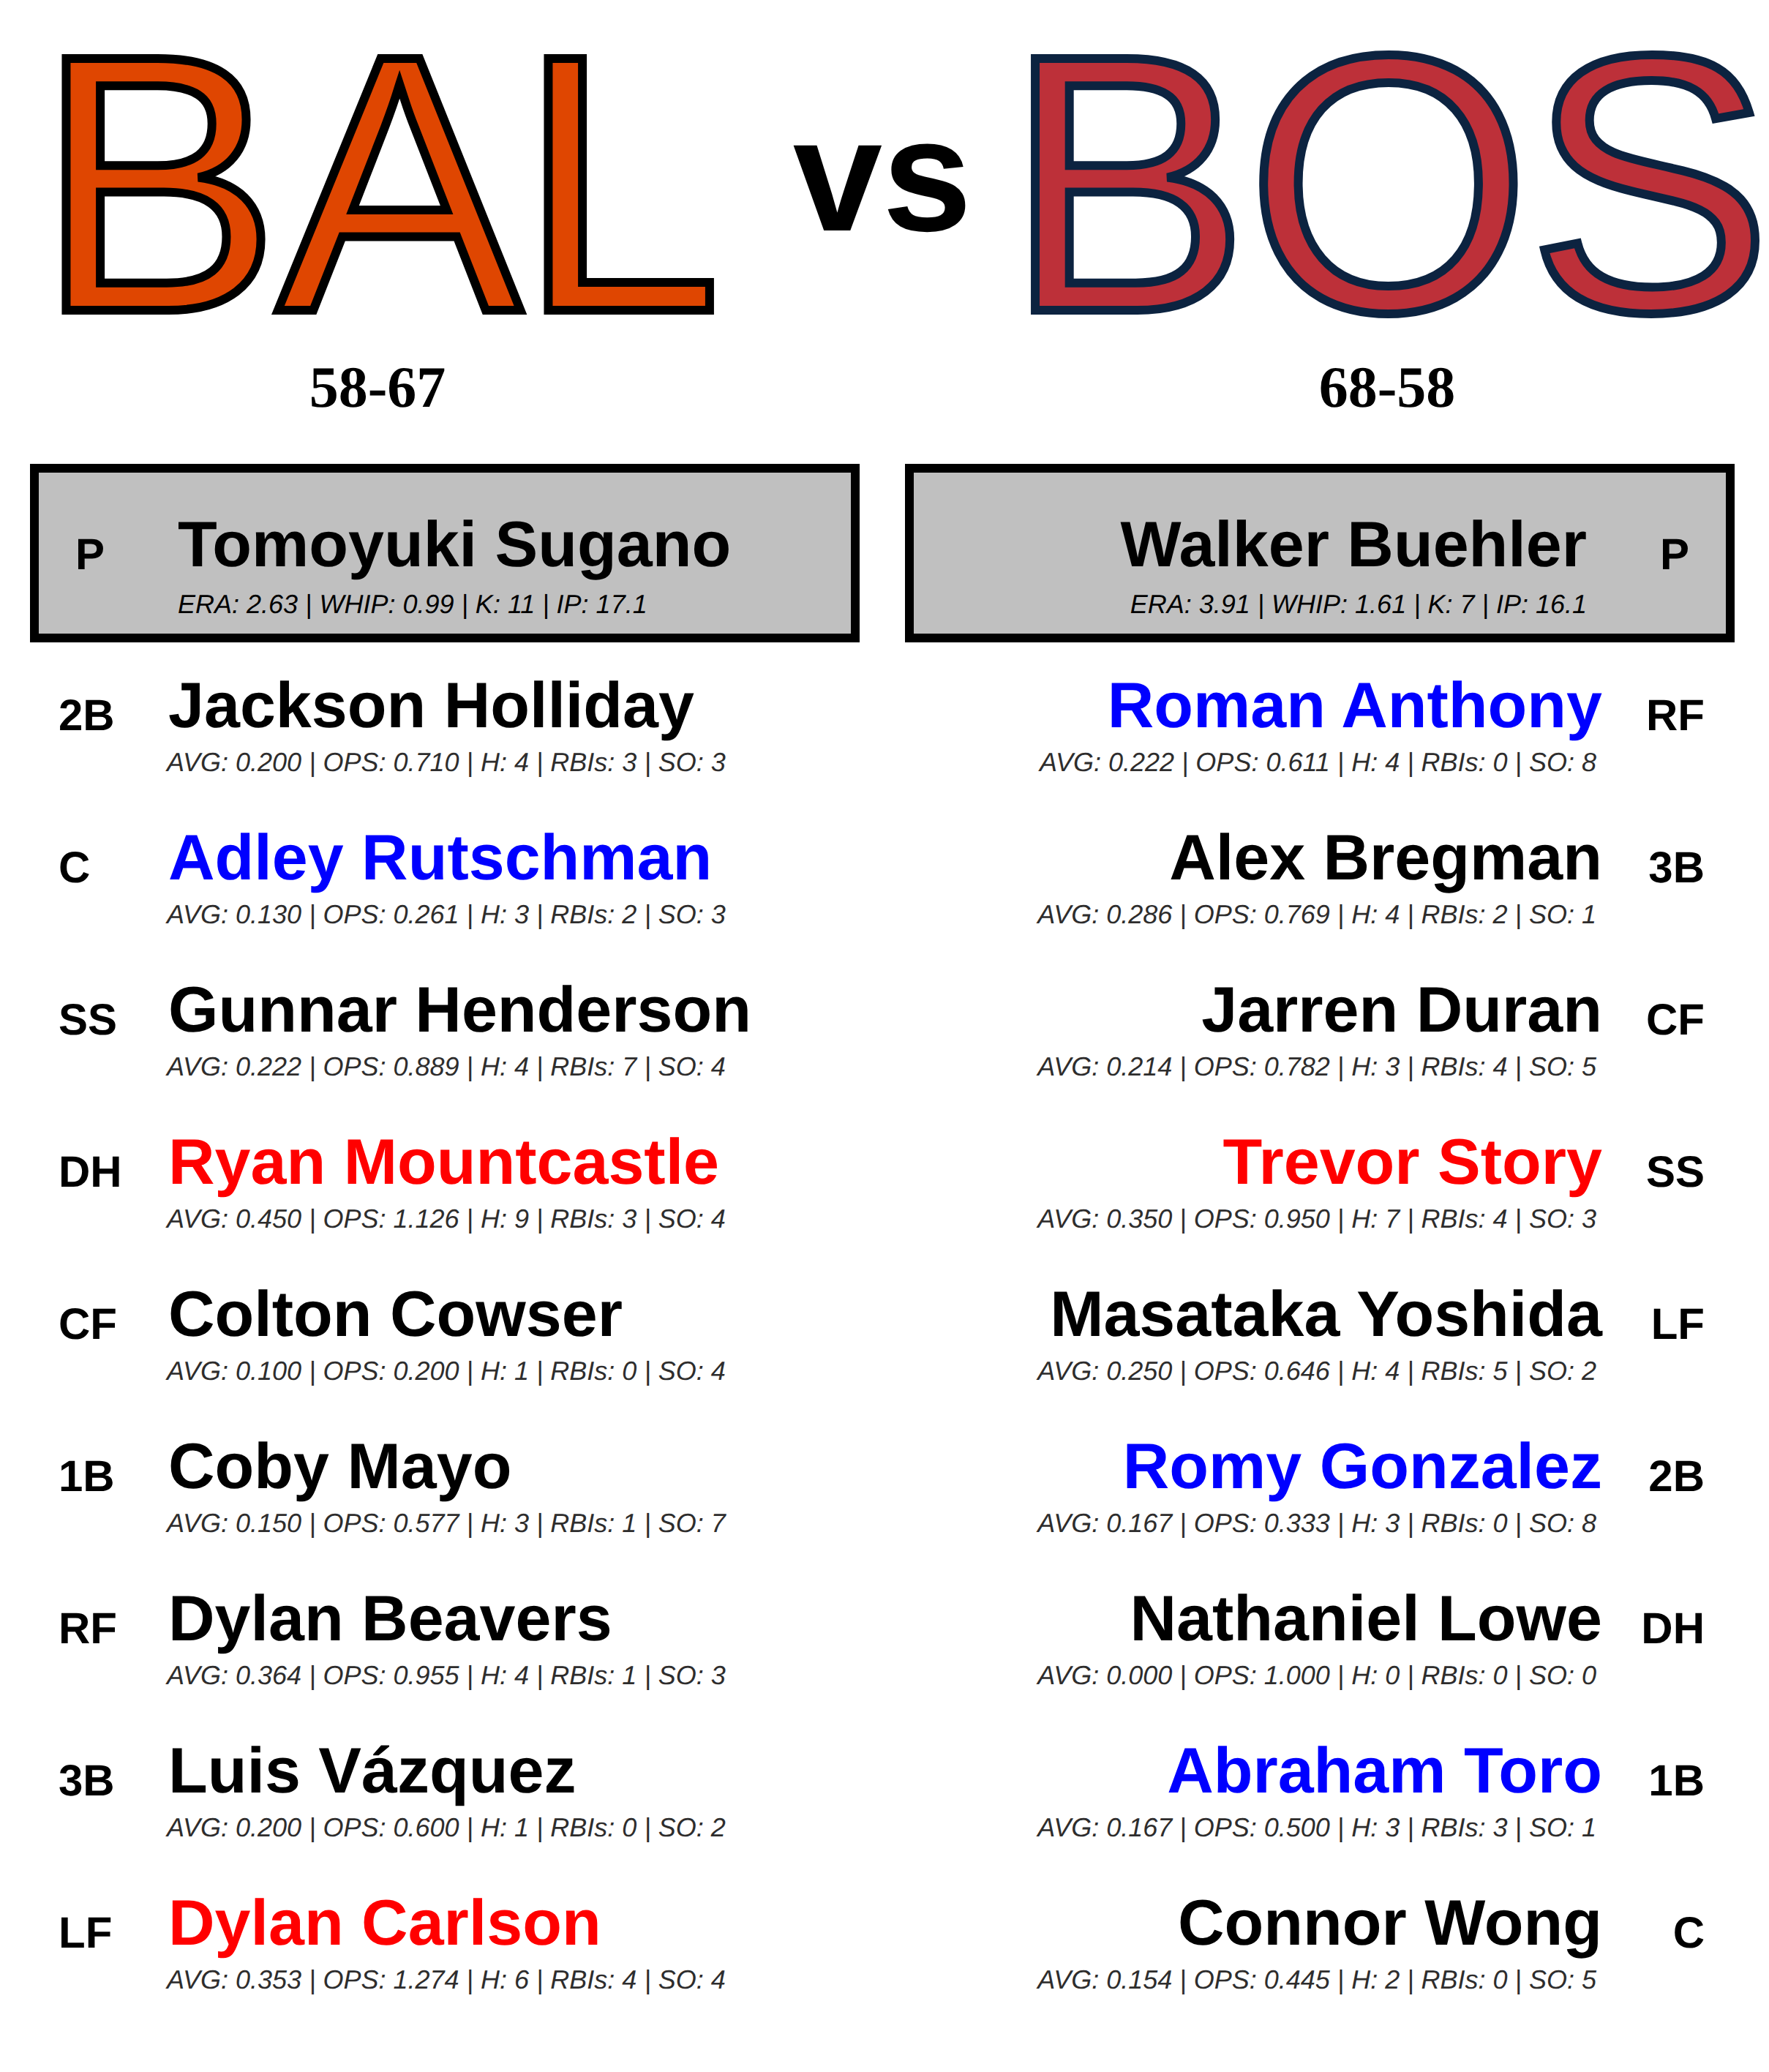 BAL vs BOS
58-67 68-58
P Tomoyuki Sugano
ERA: 2.63 | WHIP: 0.99 | K: 11 | IP: 17.1
Walker Buehler P
ERA: 3.91 | WHIP: 1.61 | K: 7 | IP: 16.1
2B Jackson Holliday
AVG: 0.200 | OPS: 0.710 | H: 4 | RBIs: 3 | SO: 3
C Adley Rutschman
AVG: 0.130 | OPS: 0.261 | H: 3 | RBIs: 2 | SO: 3
SS Gunnar Henderson
AVG: 0.222 | OPS: 0.889 | H: 4 | RBIs: 7 | SO: 4
DH Ryan Mountcastle
AVG: 0.450 | OPS: 1.126 | H: 9 | RBIs: 3 | SO: 4
CF Colton Cowser
AVG: 0.100 | OPS: 0.200 | H: 1 | RBIs: 0 | SO: 4
1B Coby Mayo
AVG: 0.150 | OPS: 0.577 | H: 3 | RBIs: 1 | SO: 7
RF Dylan Beavers
AVG: 0.364 | OPS: 0.955 | H: 4 | RBIs: 1 | SO: 3
3B Luis Vázquez
AVG: 0.200 | OPS: 0.600 | H: 1 | RBIs: 0 | SO: 2
LF Dylan Carlson
AVG: 0.353 | OPS: 1.274 | H: 6 | RBIs: 4 | SO: 4
Roman Anthony RF
AVG: 0.222 | OPS: 0.611 | H: 4 | RBIs: 0 | SO: 8
Alex Bregman 3B
AVG: 0.286 | OPS: 0.769 | H: 4 | RBIs: 2 | SO: 1
Jarren Duran CF
AVG: 0.214 | OPS: 0.782 | H: 3 | RBIs: 4 | SO: 5
Trevor Story SS
AVG: 0.350 | OPS: 0.950 | H: 7 | RBIs: 4 | SO: 3
Masataka Yoshida LF
AVG: 0.250 | OPS: 0.646 | H: 4 | RBIs: 5 | SO: 2
Romy Gonzalez 2B
AVG: 0.167 | OPS: 0.333 | H: 3 | RBIs: 0 | SO: 8
Nathaniel Lowe DH
AVG: 0.000 | OPS: 1.000 | H: 0 | RBIs: 0 | SO: 0
Abraham Toro 1B
AVG: 0.167 | OPS: 0.500 | H: 3 | RBIs: 3 | SO: 1
Connor Wong C
AVG: 0.154 | OPS: 0.445 | H: 2 | RBIs: 0 | SO: 5